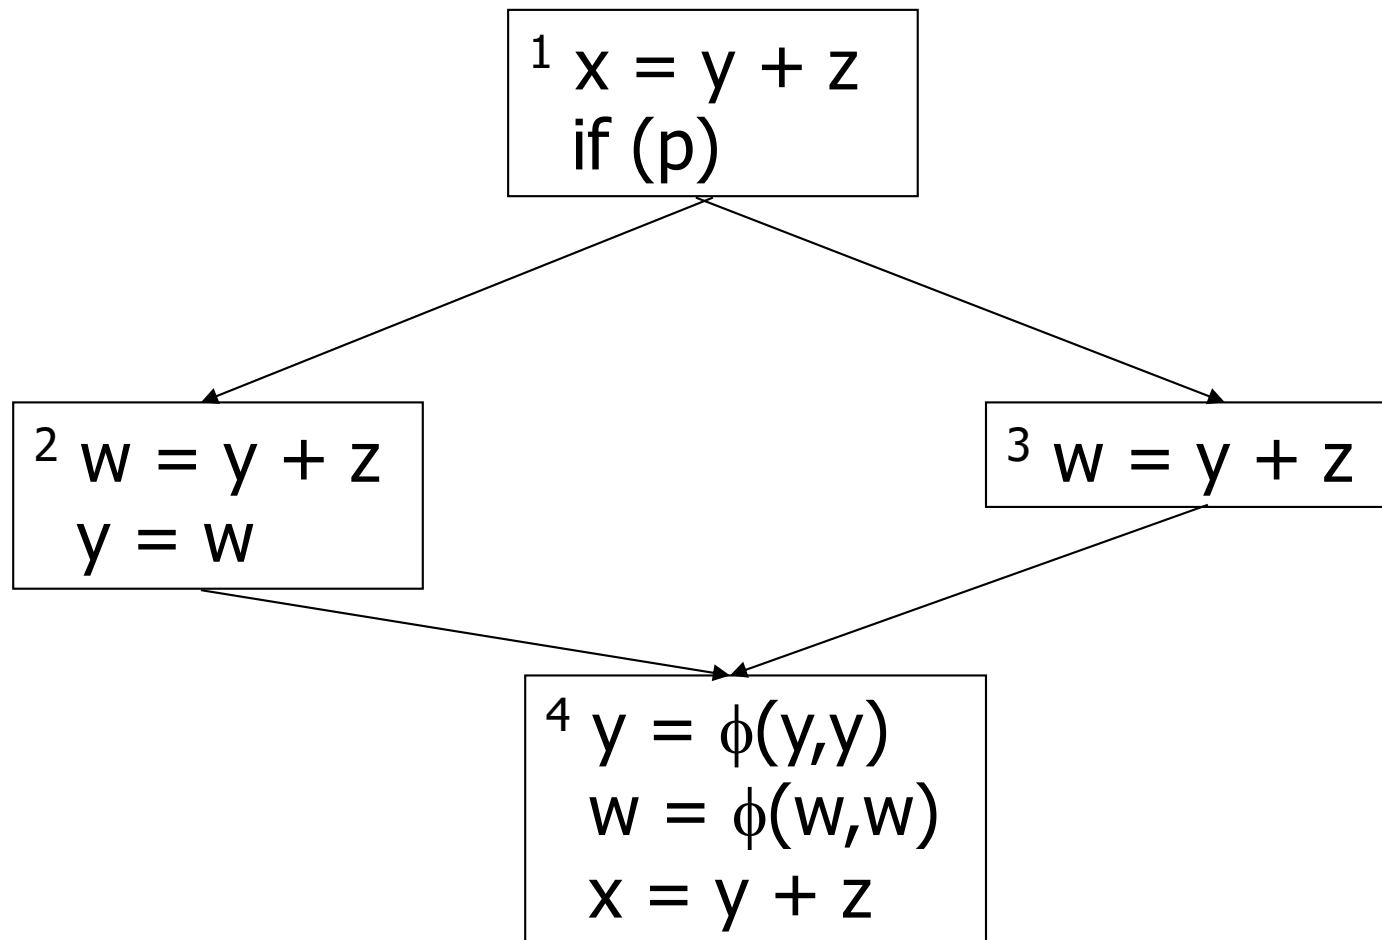 1 x = y + z
if (p)
2 w = y + z
y = w
3 w = y + z
4 y = ϕ(y,y)
w = ϕ(w,w)
x = y + z